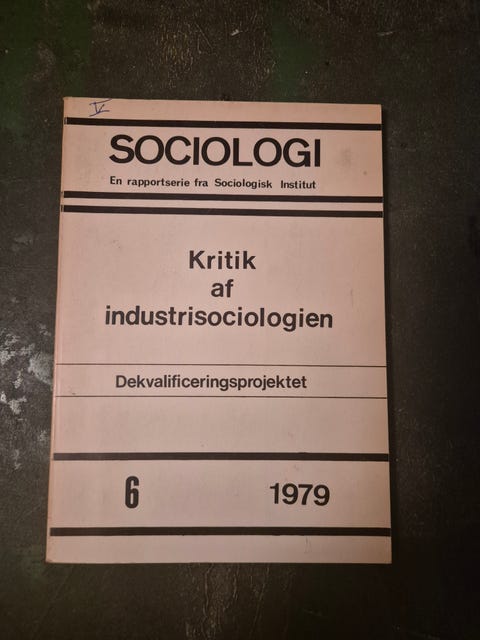 V
SOCIOLOGI
En rapportserie fra Sociologisk Institut
Kritik
af
industrisociologien
Dekvalificeringsprojektet
6 1979